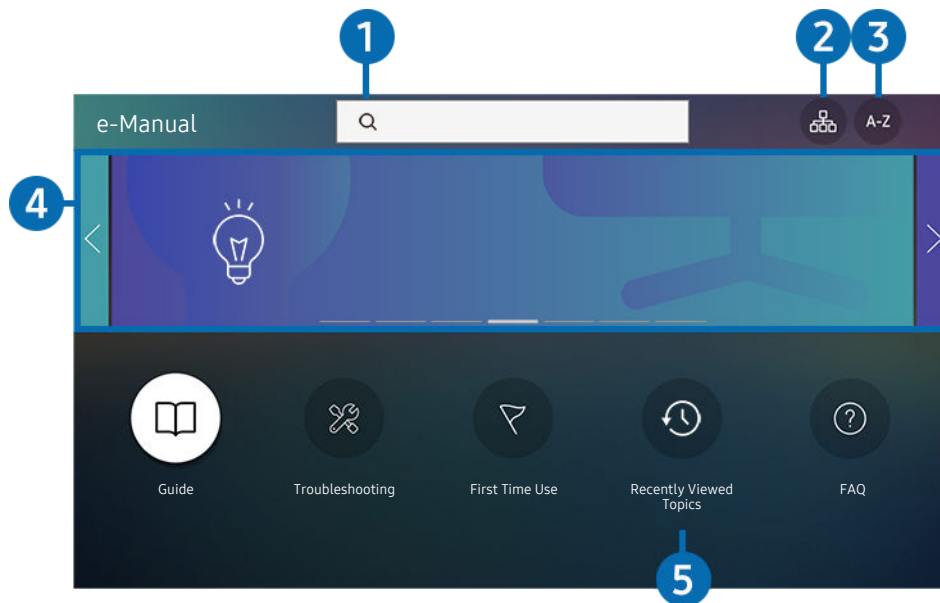 1
2
3
e-Manual
A-Z
4
Guide
Troubleshooting
First Time Use
Recently Viewed
Topics
FAQ
5